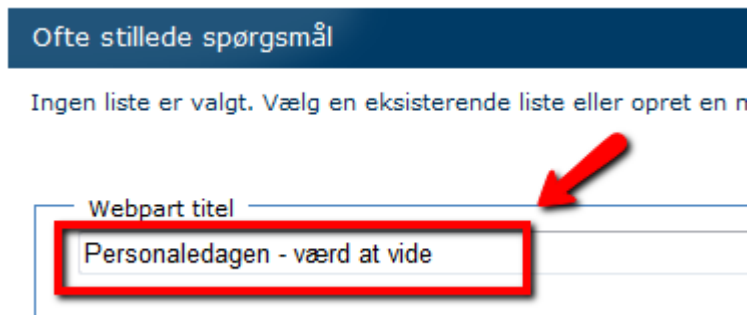 Ofte stillede spørgsmål
Ingen liste er valgt. Vælg en eksisterende liste eller opret en
Webpart titel
Personaledagen - værd at vide